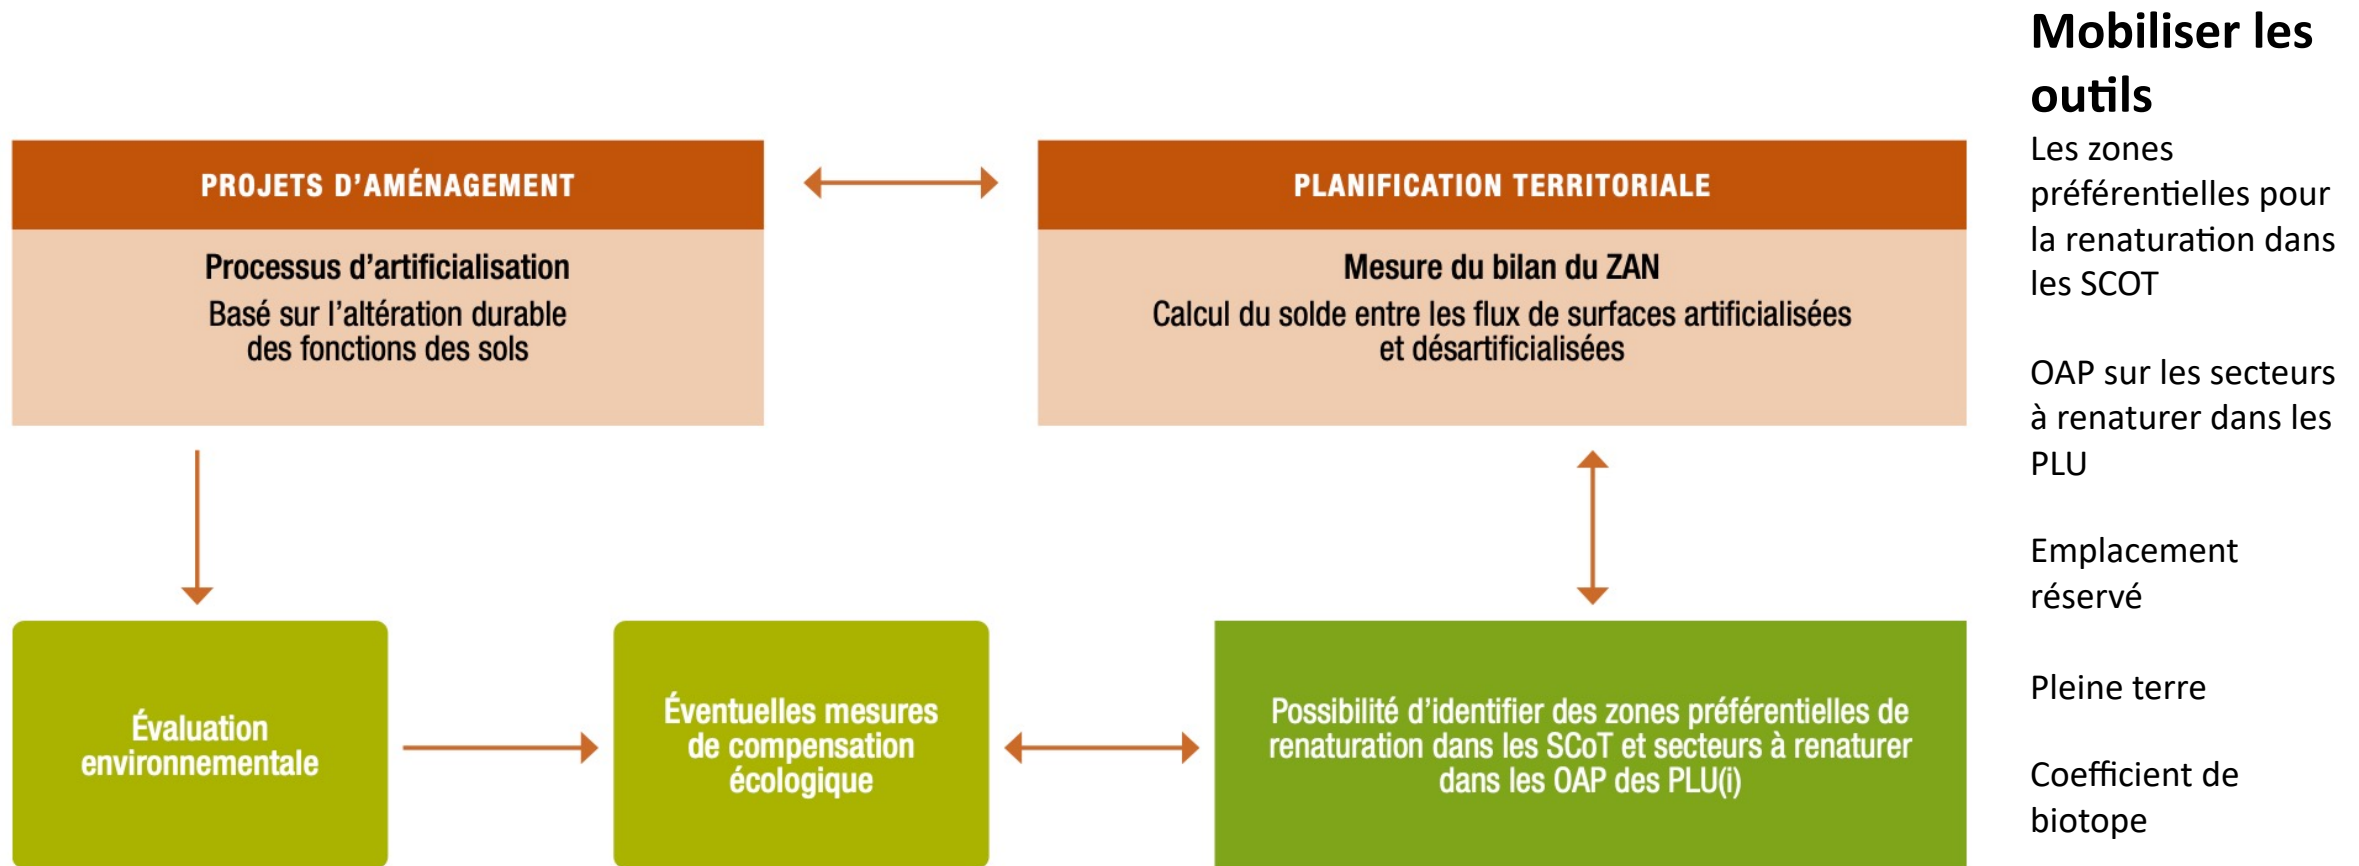 PROJETS D'AMÉNAGEMENT
Processus d'artificialisation
Basé sur l'altération durable
des fonctions des sols
PLANIFICATION TERRITORIALE
Mesure du bilan du ZAN
Calcul du solde entre les flux de surfaces artificialisées
et désartificialisées
Évaluation
environnementale
Éventuelles mesures
de compensation
écologique
Possibilité d'identifier des zones préférentielles de
renaturation dans les SCoT et secteurs à renaturer
dans les OAP des PLU(i)
Mobiliser les
outils
Les zones
préférentielles pour
la renaturation dans
les SCOT
OAP sur les secteurs
à renaturer dans les
PLU
Emplacement
réservé
Pleine terre
Coefficient de
biotope